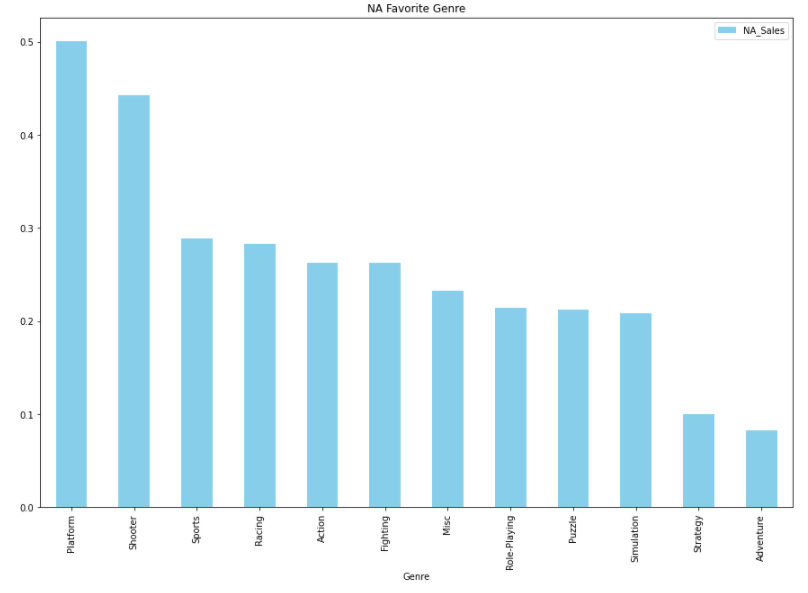 NA Favorite Genre
NA_Sales
0.5
0.4
0.3
0.2
0.1
0.0
Platform
Shooter
Sports
Racing
Action
Fighting
Misc
Role-Playing
Puzzle
Simulation
Strategy
Adventure
Genre